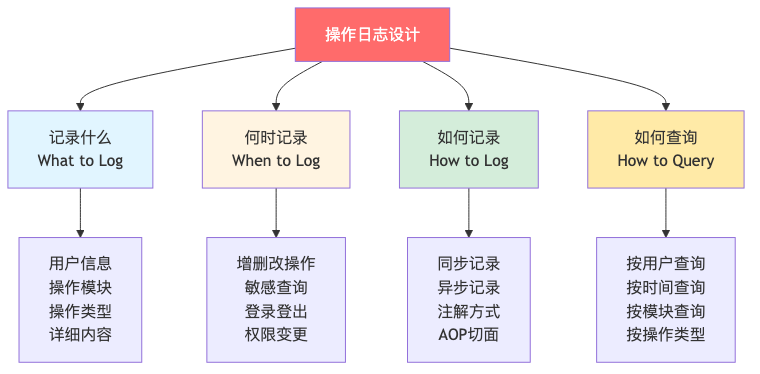 操作日志设计
记录什么
What to Log
何时记录
When to Log
如何记录
How to Log
如何查询
How to Query
用户信息
操作模块
操作类型
详细内容
增删改操作
敏感查询
登录登出
权限变更
同步记录
异步记录
注解方式
AOP切面
按用户查询
按时间查询
按模块查询
按操作类型